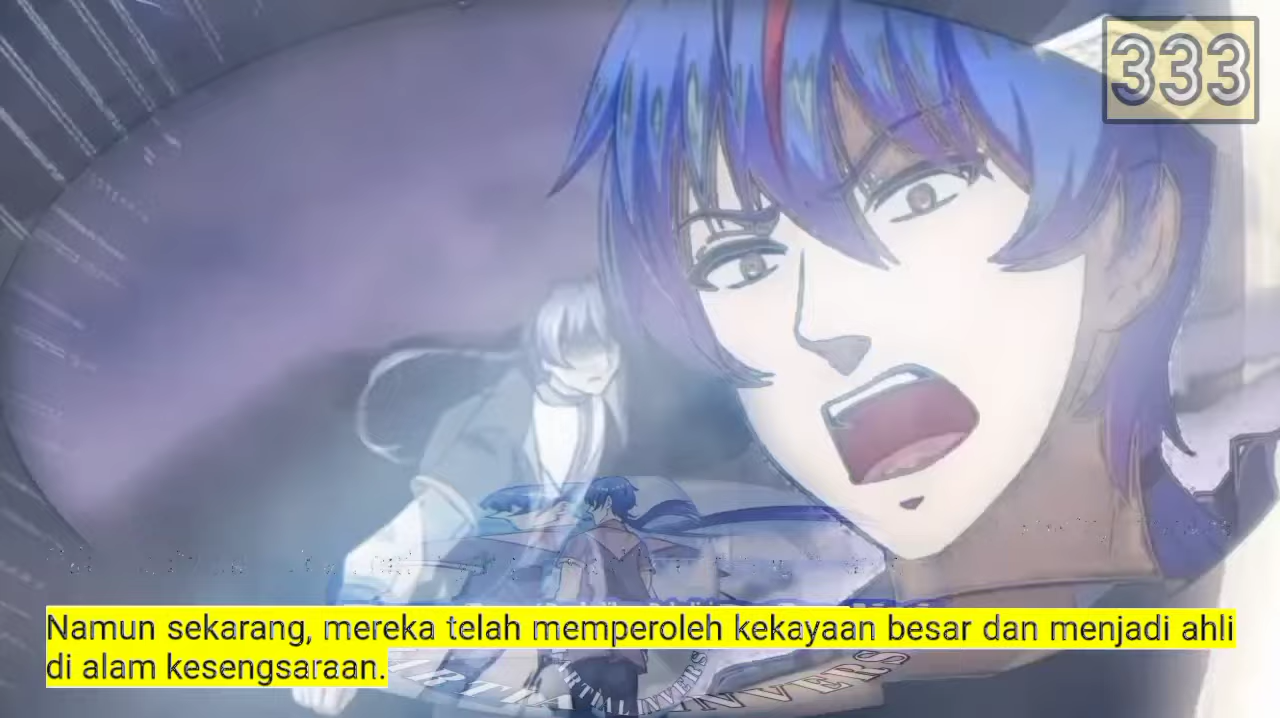 333
Namun sekarang, mereka telah memperoleh kekayaan besar dan menjadi ahli
di alam kesengsaraan.